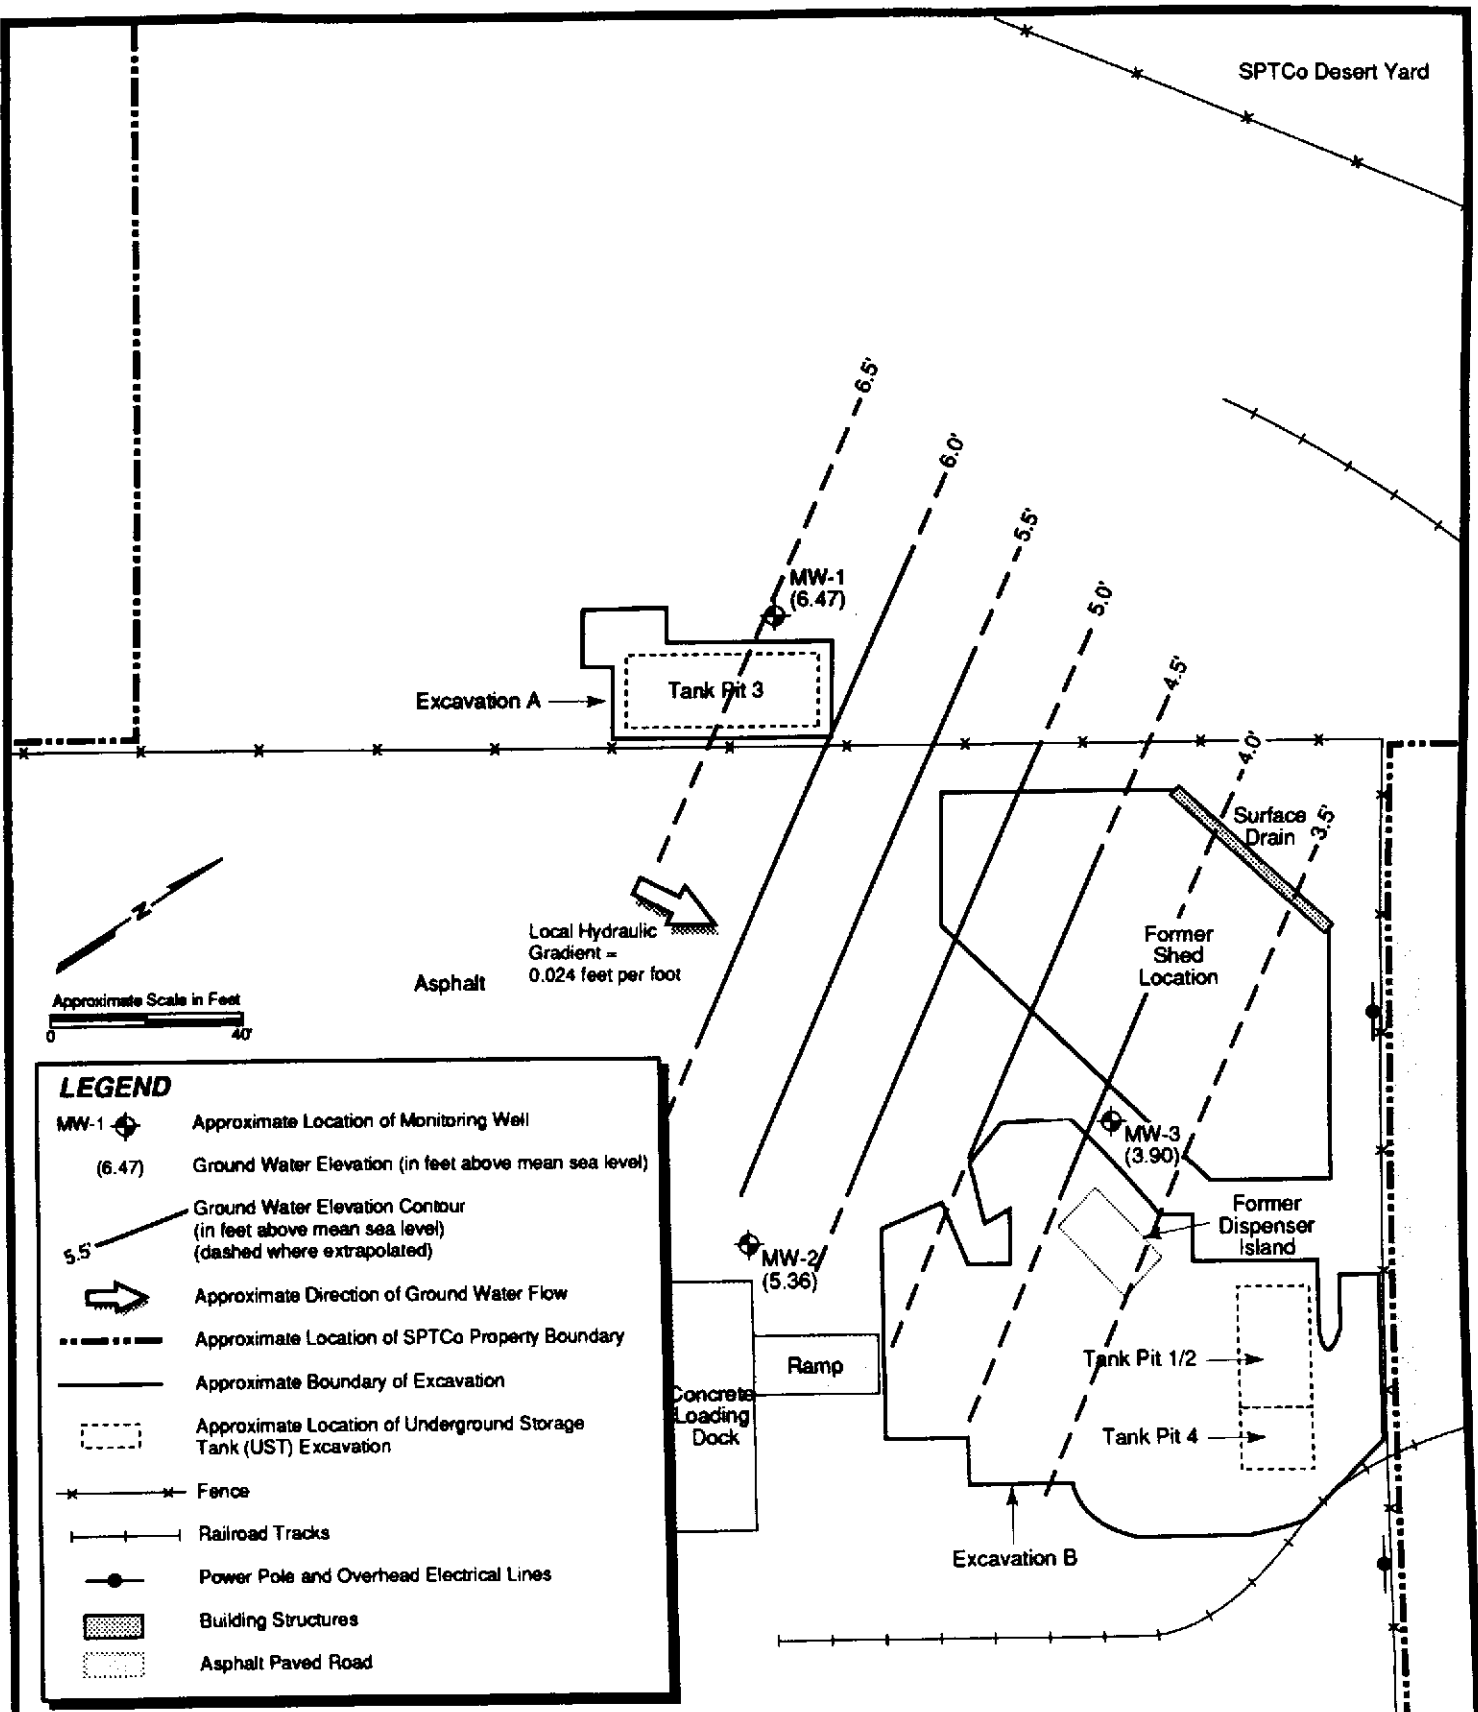 SPTCo Desert Yard
6.5'
6.0'
5.5'
5.0'
4.5'
4.0'
3.5'
MW-1
(6.47)
Tank Pit 3
Excavation A
Surface
Drain
Former
Shed
Location
Local Hydraulic
Gradient =
0.024 feet per foot
Asphalt
N
Approximate Scale in Feet
0 40'
MW-3
(3.90)
Former
Dispenser
Island
MW-2
(5.36)
Ramp
Concrete
Loading
Dock
Tank Pit 1/2
Tank Pit 4
Excavation B
LEGEND
MW-1 Approximate Location of Monitoring Well
(6.47) Ground Water Elevation (in feet above mean sea level)
5.5' Ground Water Elevation Contour
(in feet above mean sea level)
(dashed where extrapolated)
Approximate Direction of Ground Water Flow
Approximate Location of SPTCo Property Boundary
Approximate Boundary of Excavation
Approximate Location of Underground Storage
Tank (UST) Excavation
Fence
Railroad Tracks
Power Pole and Overhead Electrical Lines
Building Structures
Asphalt Paved Road